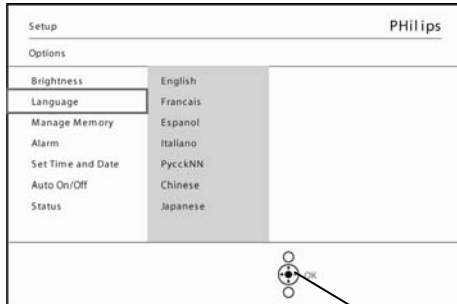 Setup
PHilips
Options
Brightness
English
Language
Francais
Manage Memory
Espanol
Alarm
Italiano
Set Time and Date
PycckNN
Auto On/Off
Chinese
Status
Japanese
OK